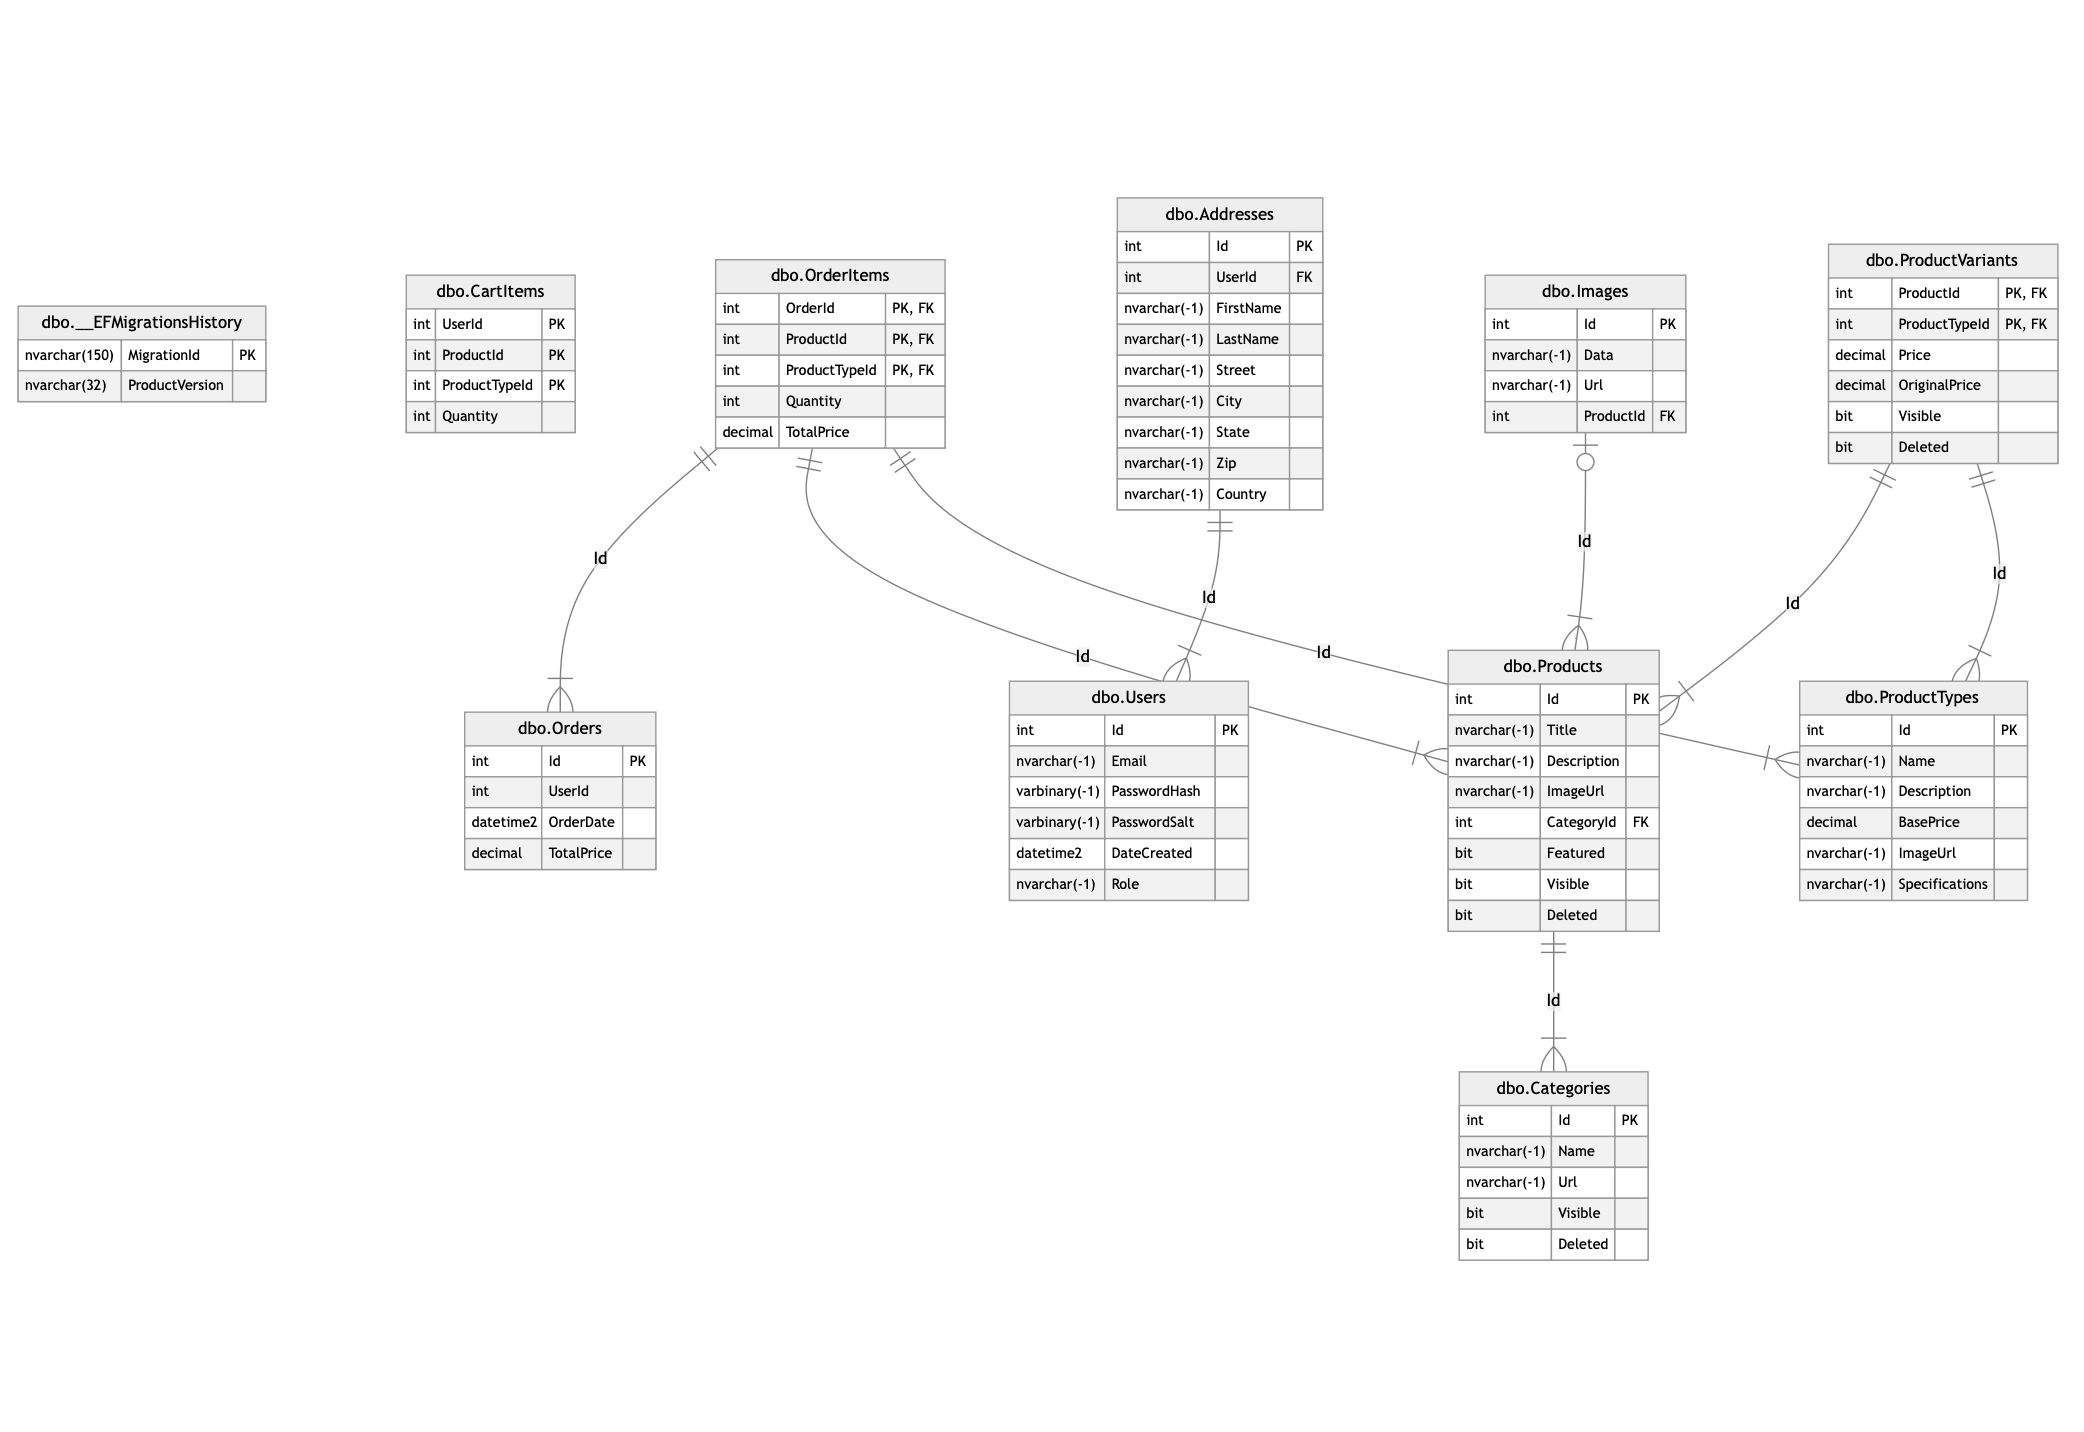 dbo.__EFMigrationsHistory
nvarchar(150) MigrationId PK
nvarchar(32) ProductVersion
dbo.CartItems
int UserId PK
int ProductId PK
int ProductTypeId PK
int Quantity
dbo.OrderItems
int OrderId PK, FK
int ProductId PK, FK
int ProductTypeId PK, FK
int Quantity
decimal TotalPrice
dbo.Addresses
int Id PK
int UserId FK
nvarchar(-1) FirstName
nvarchar(-1) LastName
nvarchar(-1) Street
nvarchar(-1) City
nvarchar(-1) State
nvarchar(-1) Zip
nvarchar(-1) Country
dbo.Images
int Id PK
nvarchar(-1) Data
nvarchar(-1) Url
int ProductId FK
dbo.ProductVariants
int ProductId PK, FK
int ProductTypeId PK, FK
decimal Price
decimal OriginalPrice
bit Visible
bit Deleted
Id
Id
Id
Id
Id
Id
Id
dbo.Orders
int Id PK
int UserId
datetime2 OrderDate
decimal TotalPrice
dbo.Users
int Id PK
nvarchar(-1) Email
varbinary(-1) PasswordHash
varbinary(-1) PasswordSalt
datetime2 DateCreated
nvarchar(-1) Role
dbo.Products
int Id PK
nvarchar(-1) Title
nvarchar(-1) Description
nvarchar(-1) ImageUrl
int CategoryId FK
bit Featured
bit Visible
bit Deleted
dbo.ProductTypes
int Id PK
nvarchar(-1) Name
nvarchar(-1) Description
decimal BasePrice
nvarchar(-1) ImageUrl
nvarchar(-1) Specifications
Id
dbo.Categories
int Id PK
nvarchar(-1) Name
nvarchar(-1) Url
bit Visible
bit Deleted